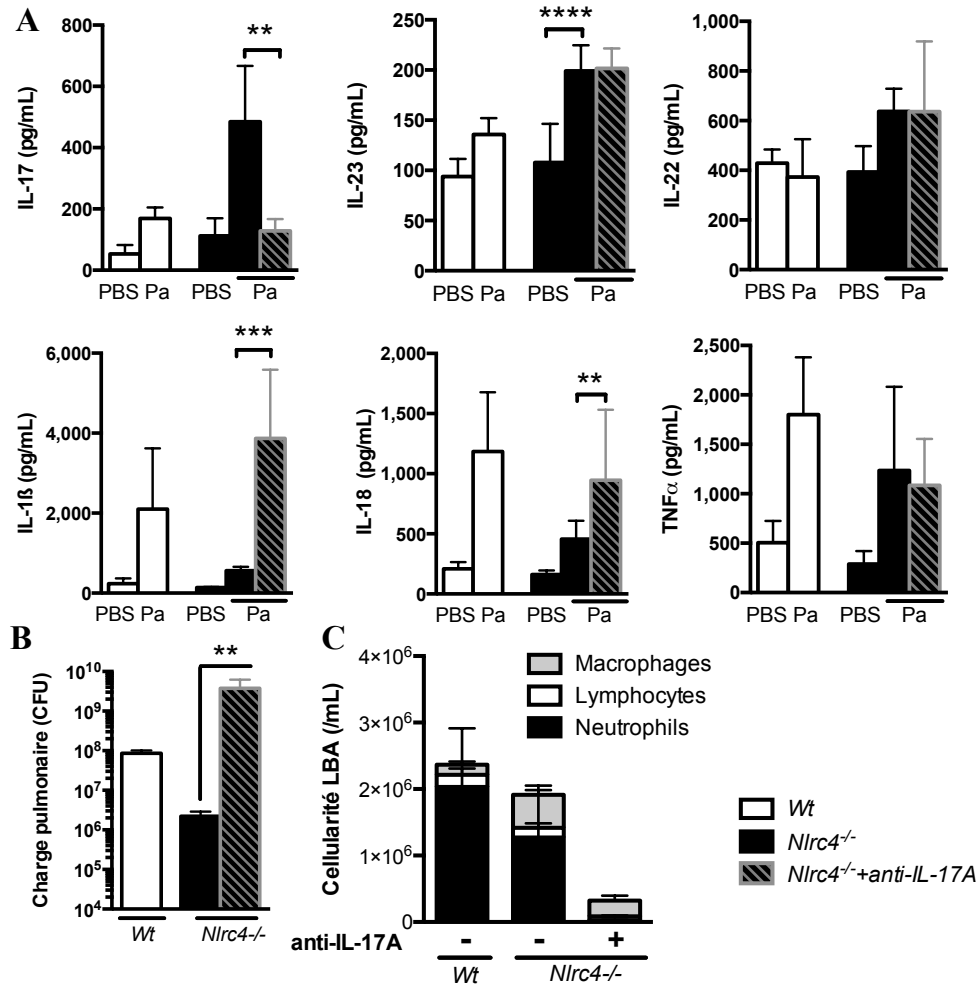 A
IL-17 (pg/mL)
800
600
400
200
0
**
PBS Pa PBS Pa
IL-23 (pg/mL)
250
200
150
100
50
0
****
PBS Pa PBS Pa
IL-22 (pg/mL)
1,000
800
600
400
200
0
PBS Pa PBS Pa
IL-1ß (pg/mL)
6,000
4,000
2,000
0
***
PBS Pa PBS Pa
IL-18 (pg/mL)
2,000
1,500
1,000
500
0
**
PBS Pa PBS Pa
TNFα (pg/mL)
2,500
2,000
1,500
1,000
500
0
PBS Pa PBS Pa
B
Charge pulmonaire (CFU)
10¹⁰
10⁹
10⁸
10⁷
10⁶
10⁵
10⁴
**
Wt Nlrc4-/-
C
Cellularité LBA (/mL)
4×10⁶
3×10⁶
2×10⁶
1×10⁶
0
Macrophages
Lymphocytes
Neutrophils
anti-IL-17A - - +
Wt Nlrc4-/-
Wt
Nlrc4⁻/⁻
Nlrc4⁻/⁻+anti-IL-17A